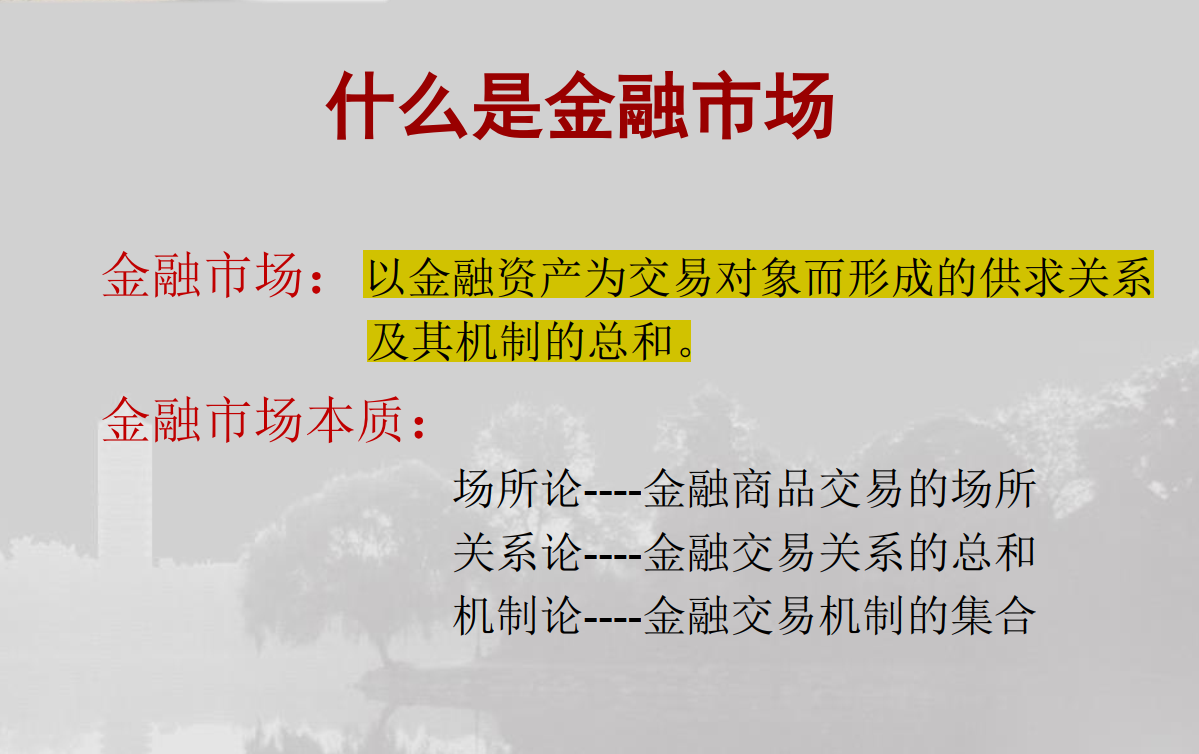 什么是金融市场
金融市场：以金融资产为交易对象而形成的供求关系
及其机制的总和。
金融市场本质：
场所论----金融商品交易的场所
关系论----金融交易关系的总和
机制论----金融交易机制的集合